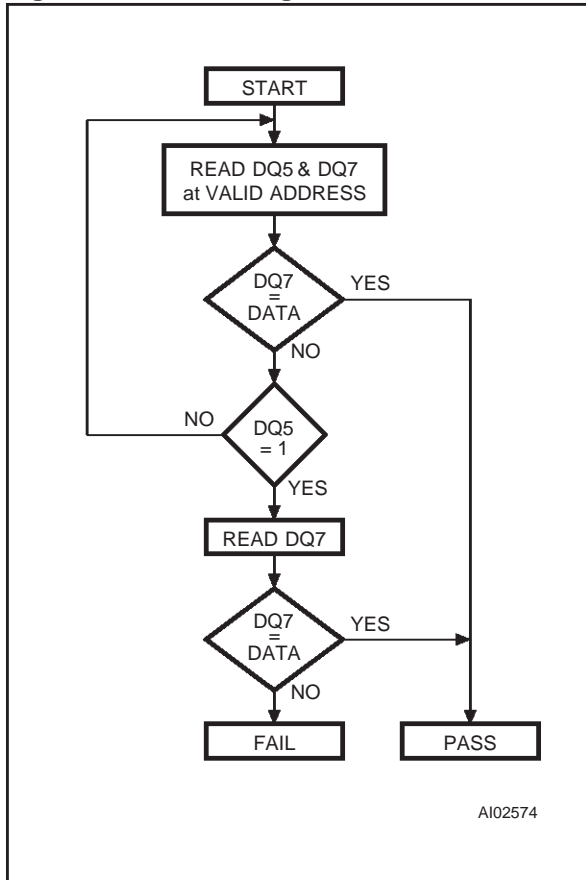 START
READ DQ5 & DQ7
at VALID ADDRESS
DQ7
=
DATA
YES
NO
DQ5
= 1
NO
YES
READ DQ7
DQ7
=
DATA
YES
NO
FAIL
PASS
AI02574